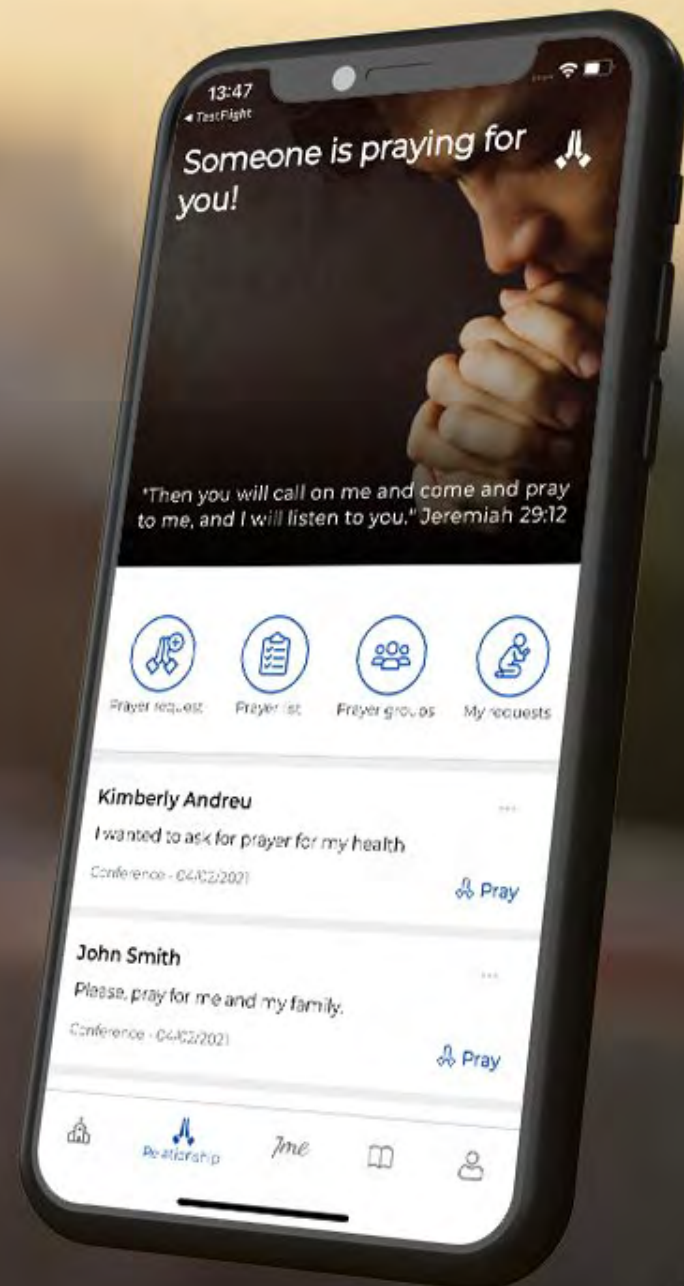 13:47
◀ TestFlight
Someone is praying for
you!
"Then you will call on me and come and pray
to me, and I will listen to you." Jeremiah 29:12
Prayer request
Prayer list
Prayer groups
My requests
Kimberly Andreu
I wanted to ask for prayer for my health
Conference - 04/02/2021
Pray
John Smith
Please, pray for me and my family.
Conference - 04/02/2021
Pray
Relationship
7me